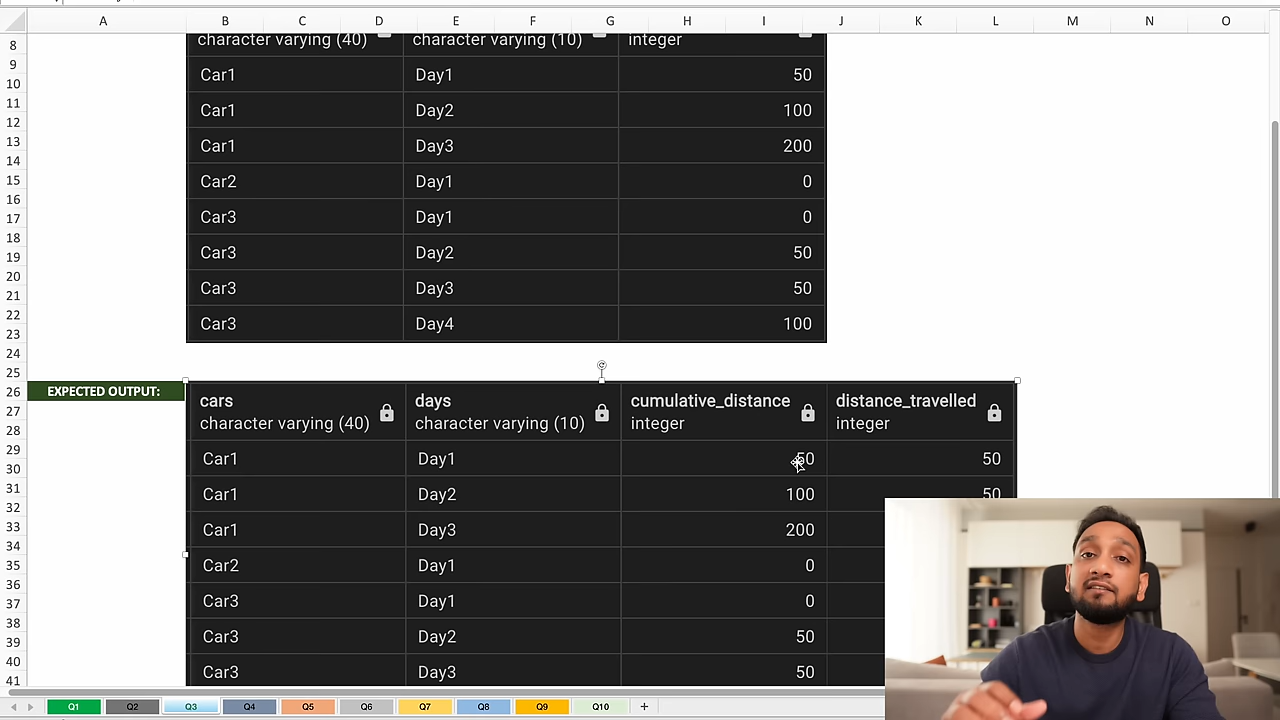 A B C D E F G H I J K L M N O
8 character varying (40) character varying (10) integer
9
10 Car1 Day1 50
11
12 Car1 Day2 100
13 Car1 Day3 200
14
15 Car2 Day1 0
16
17 Car3 Day1 0
18
19 Car3 Day2 50
20
21 Car3 Day3 50
22
23 Car3 Day4 100
24
25
26 EXPECTED OUTPUT: cars days cumulative_distance distance_travelled
27
28 character varying (40) character varying (10) integer integer
29
30 Car1 Day1 50 50
31
32 Car1 Day2 100 50
33 Car1 Day3 200
34
35 Car2 Day1 0
36
37 Car3 Day1 0
38
39 Car3 Day2 50
40
41 Car3 Day3 50
Q1 Q2 Q3 Q4 Q5 Q6 Q7 Q8 Q9 Q10 +